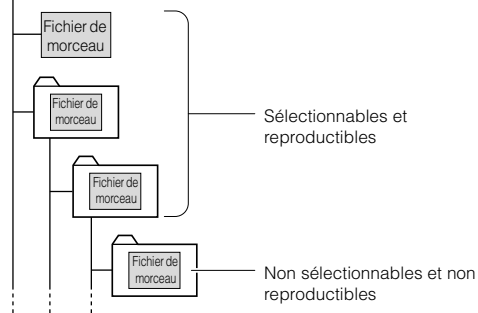 Fichier de
morceau
Fichier de
morceau
Sélectionnables et
reproductibles
Fichier de
morceau
Fichier de
morceau
Non sélectionnables et non
reproductibles